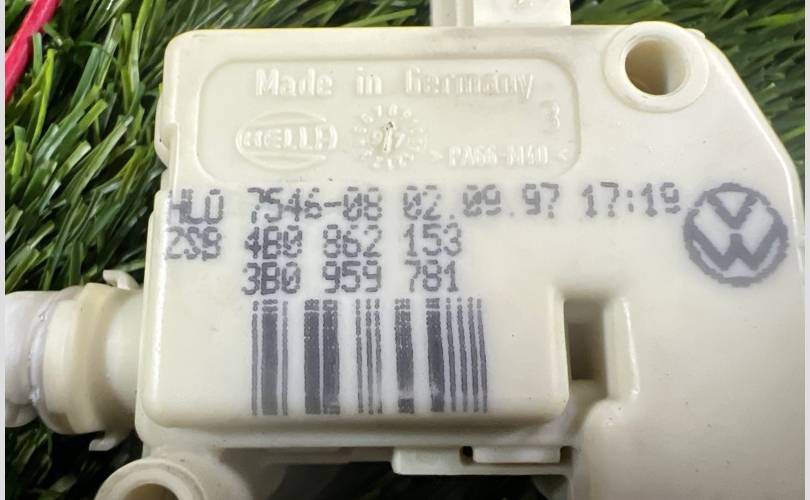 Made in Germany
3
HELLA
97
>PA66-M40<
HLO 7546-08 02.09.97 17:19
ZSB 4B0 862 153
3B0 959 781